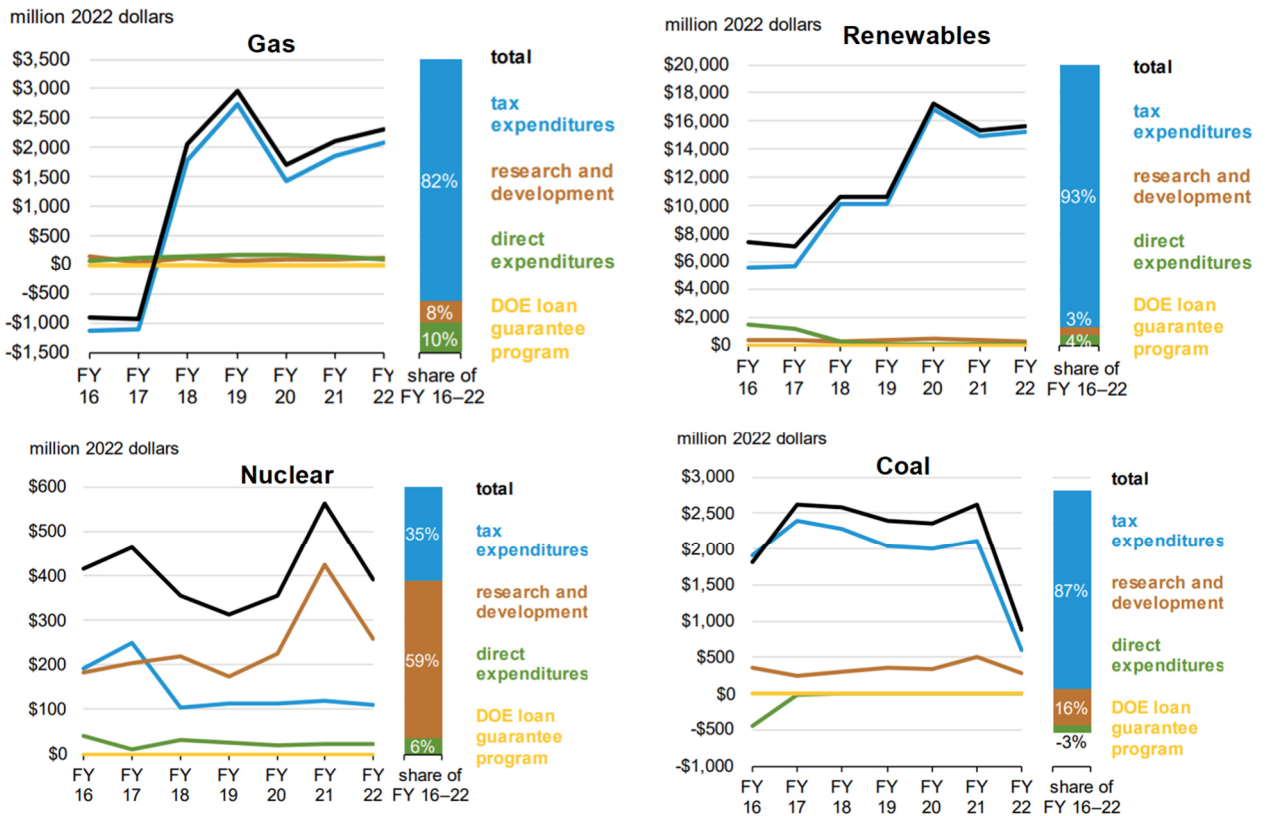 million 2022 dollars
Gas
$3,500
$3,000
$2,500
$2,000
$1,500
$1,000
$500
$0
-$500
-$1,000
-$1,500
FY
16
FY
17
FY
18
FY
19
FY
20
FY
21
FY
22
82%
8%
10%
share of
FY 16–22
total
tax
expenditures
research and
development
direct
expenditures
DOE loan
guarantee
program
million 2022 dollars
Renewables
$20,000
$18,000
$16,000
$14,000
$12,000
$10,000
$8,000
$6,000
$4,000
$2,000
$0
FY
16
FY
17
FY
18
FY
19
FY
20
FY
21
FY
22
93%
3%
4%
share of
FY 16–22
total
tax
expenditures
research and
development
direct
expenditures
DOE loan
guarantee
program
million 2022 dollars
Nuclear
$600
$500
$400
$300
$200
$100
$0
FY
16
FY
17
FY
18
FY
19
FY
20
FY
21
FY
22
35%
59%
6%
share of
FY 16–22
total
tax
expenditures
research and
development
direct
expenditures
DOE loan
guarantee
program
million 2022 dollars
Coal
$3,000
$2,500
$2,000
$1,500
$1,000
$500
$0
-$500
-$1,000
FY
16
FY
17
FY
18
FY
19
FY
20
FY
21
FY
22
87%
16%
-3%
share of
FY 16–22
total
tax
expenditures
research and
development
direct
expenditures
DOE loan
guarantee
program